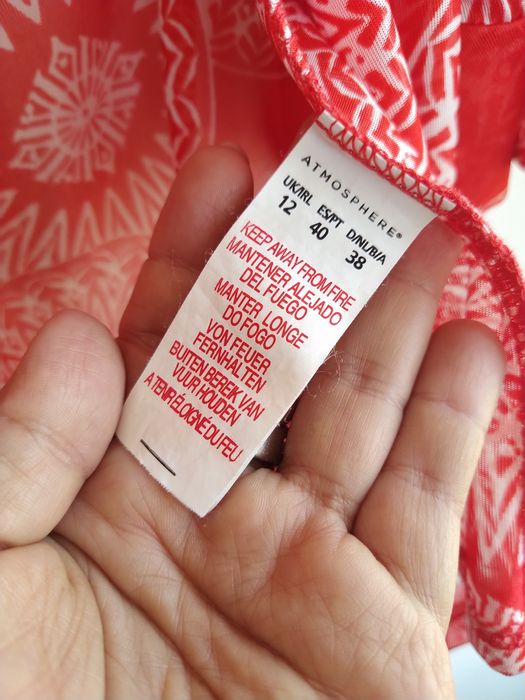 ATMOSPHERE®
UK/IRL ES/PT D/NL/B/A
12 40 38
KEEP AWAY FROM FIRE
MANTENER ALEJADO
DEL FUEGO
MANTER LONGE
DO FOGO
VON FEUER
FERNHALTEN
BUITEN BEREIK VAN
VUUR HOUDEN
A TENIR ÉLOIGNE DU FEU